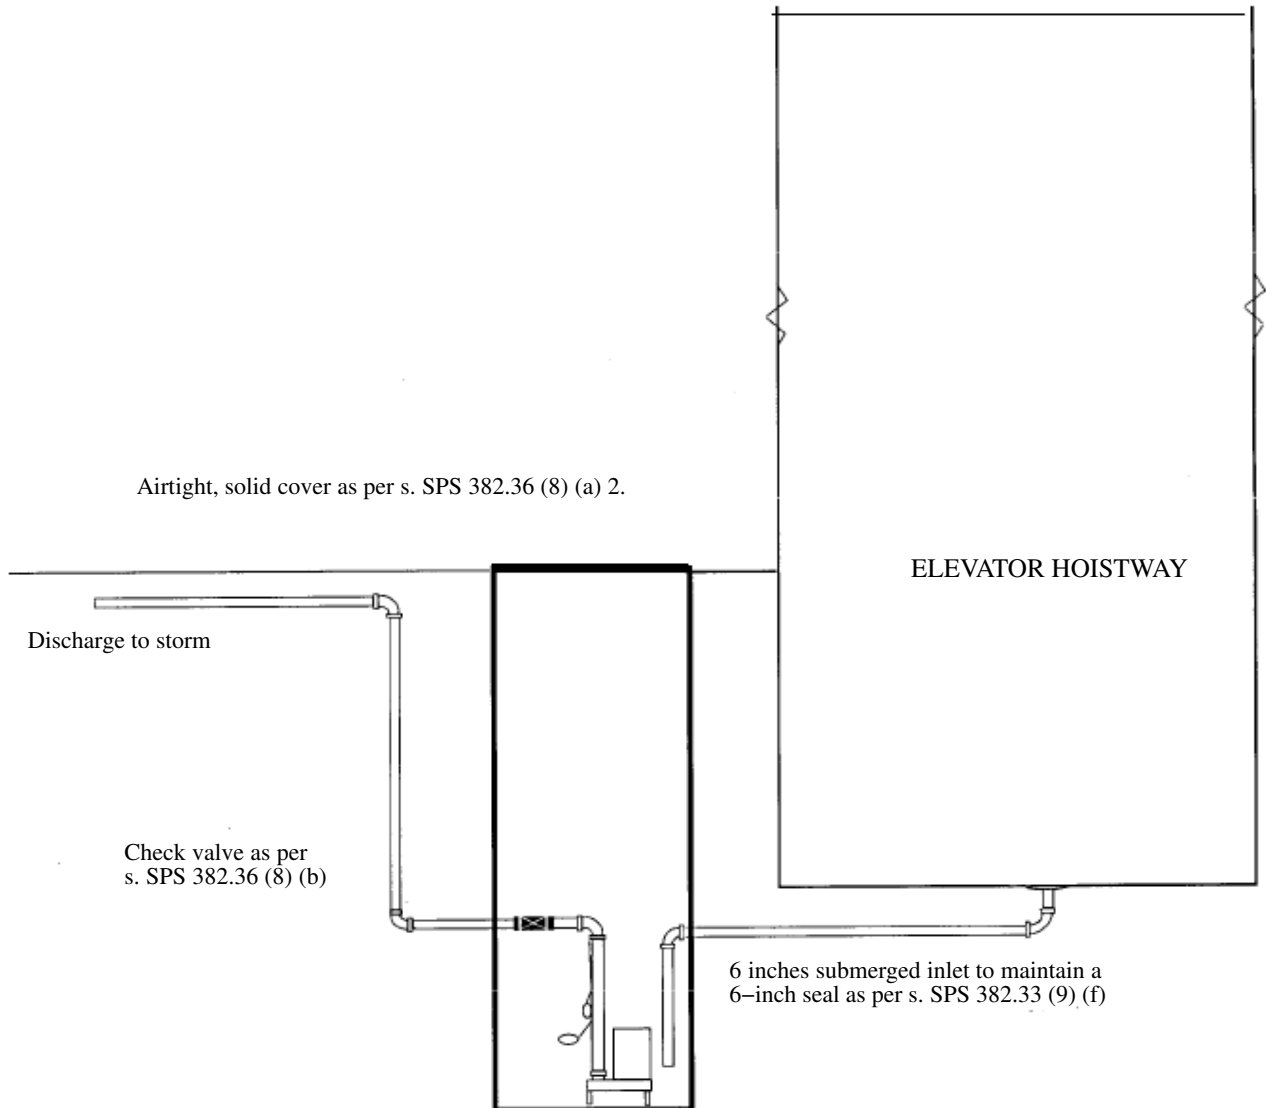 Airtight, solid cover as per s. SPS 382.36 (8) (a) 2.
ELEVATOR HOISTWAY
Discharge to storm
Check valve as per
s. SPS 382.36 (8) (b)
6 inches submerged inlet to maintain a
6−inch seal as per s. SPS 382.33 (9) (f)